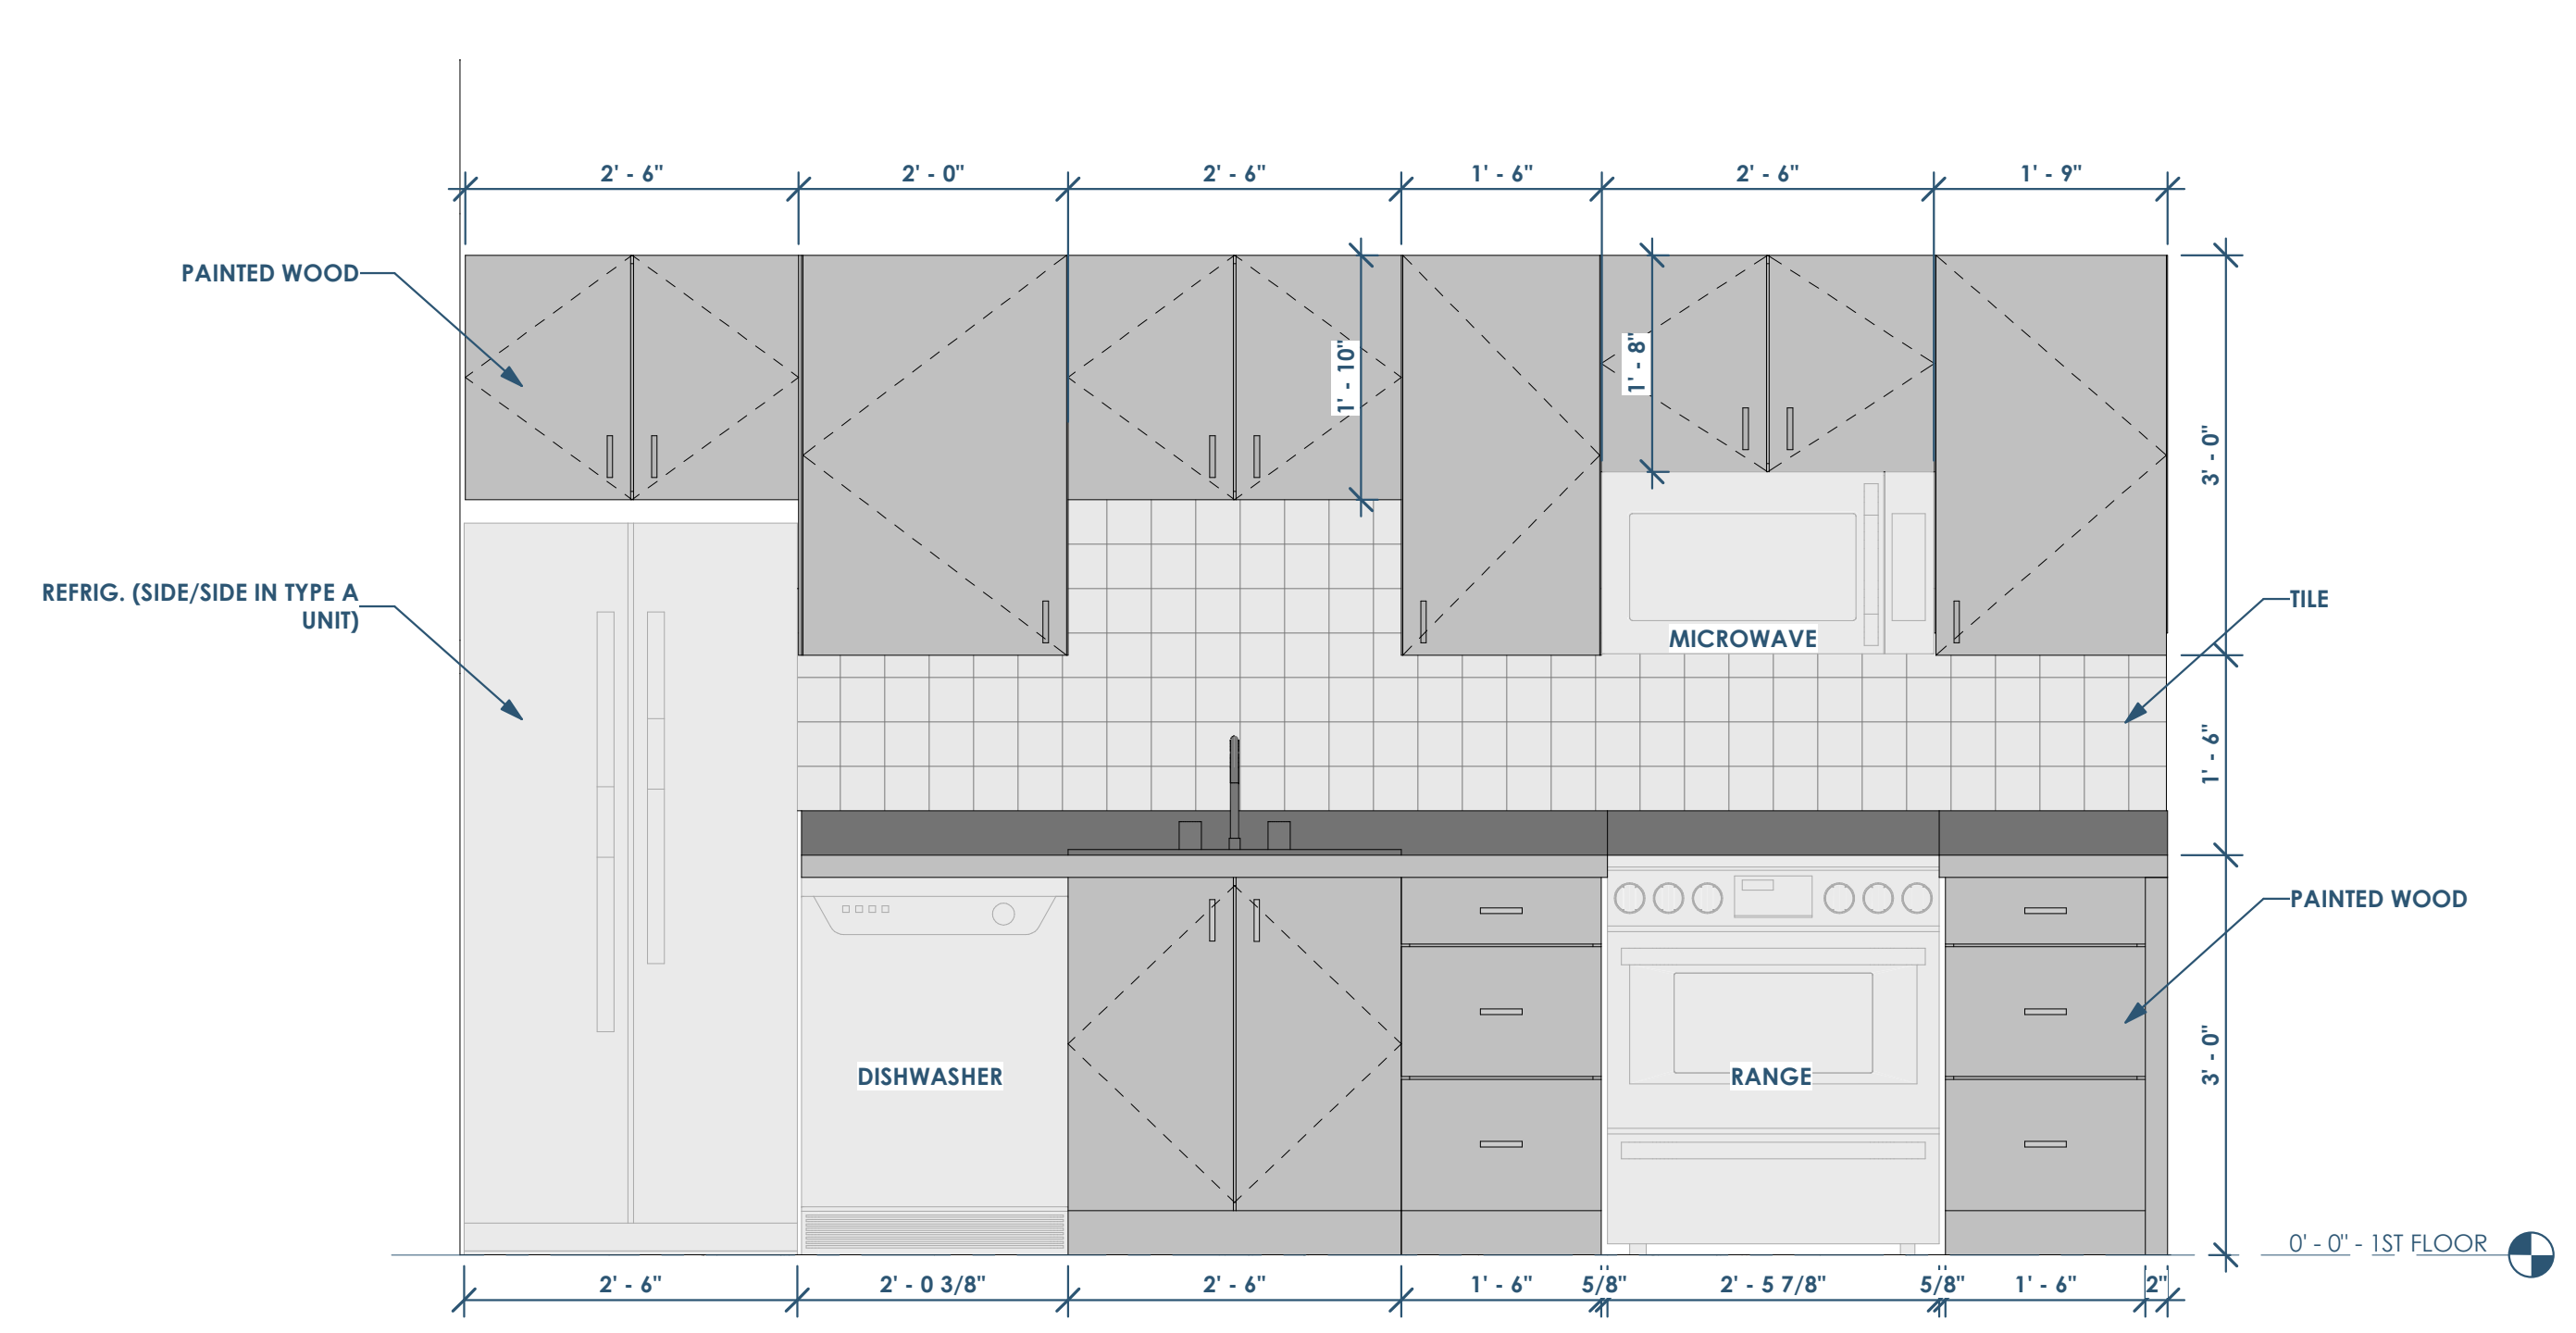 2' - 6"
2' - 0"
2' - 6"
1' - 6"
2' - 6"
1' - 9"
PAINTED WOOD
1' - 10"
1' - 8"
3' - 0"
REFRIG. (SIDE/SIDE IN TYPE A
UNIT)
TILE
MICROWAVE
1' - 6"
PAINTED WOOD
DISHWASHER
RANGE
3' - 0"
0' - 0" - 1ST FLOOR
2' - 6"
2' - 0 3/8"
2' - 6"
1' - 6"
5/8"
2' - 5 7/8"
5/8"
1' - 6"
2"